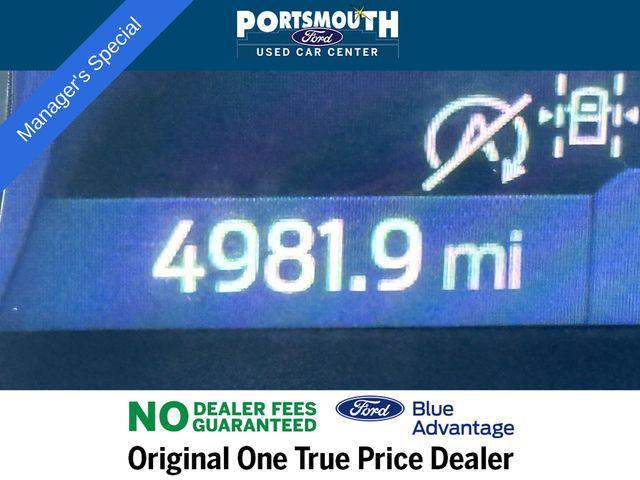 PORTSMOUTH
Ford
USED CAR CENTER
Manager's Special
A
4981.9 mi
NO DEALER FEES
GUARANTEED
Ford
Blue
Advantage
Original One True Price Dealer